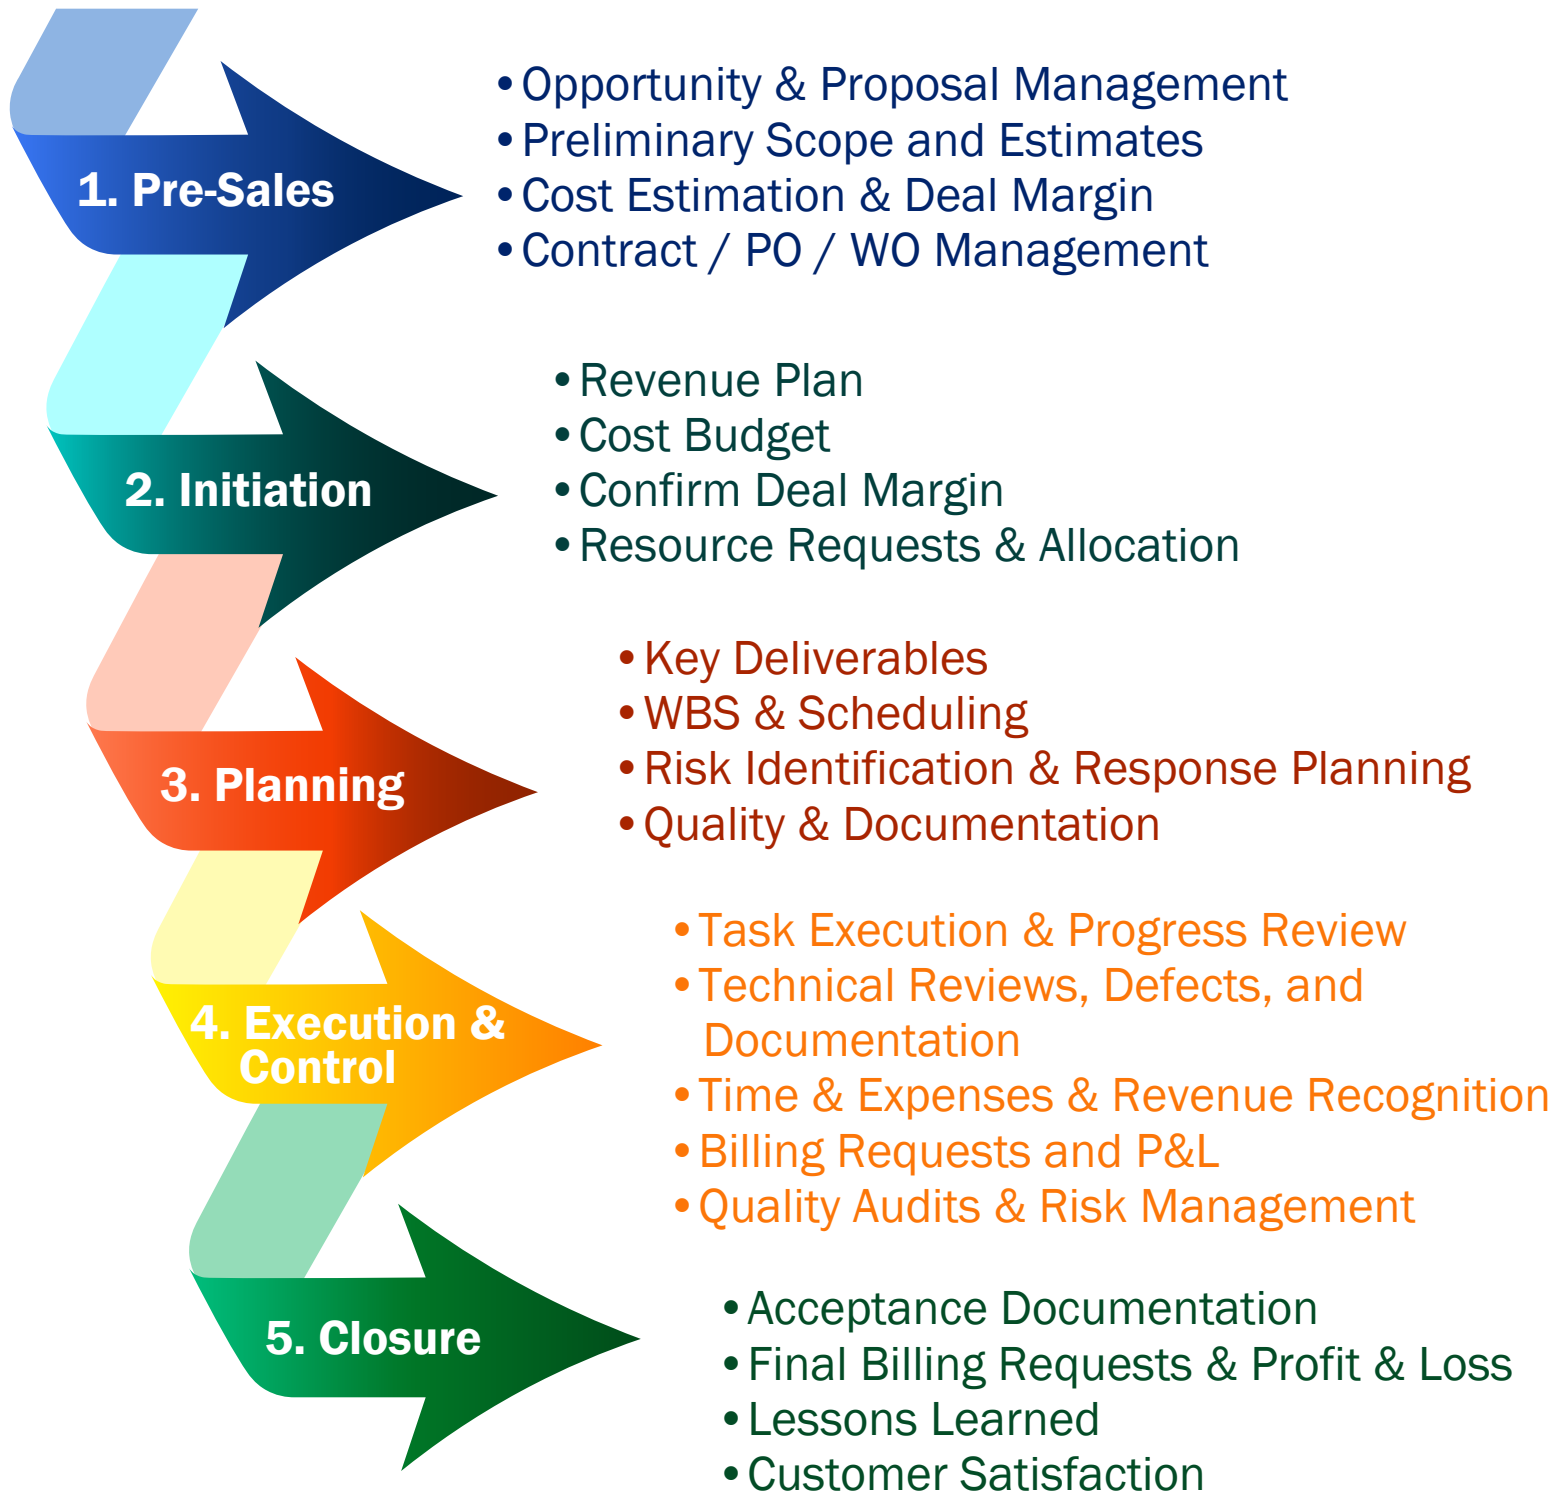 1. Pre-Sales
•Opportunity & Proposal Management
•Preliminary Scope and Estimates
•Cost Estimation & Deal Margin
•Contract / PO / WO Management
2. Initiation
•Revenue Plan
•Cost Budget
•Confirm Deal Margin
•Resource Requests & Allocation
3. Planning
•Key Deliverables
•WBS & Scheduling
•Risk Identification & Response Planning
•Quality & Documentation
4. Execution &
Control
•Task Execution & Progress Review
•Technical Reviews, Defects, and
Documentation
•Time & Expenses & Revenue Recognition
•Billing Requests and P&L
•Quality Audits & Risk Management
5. Closure
•Acceptance Documentation
•Final Billing Requests & Profit & Loss
•Lessons Learned
•Customer Satisfaction